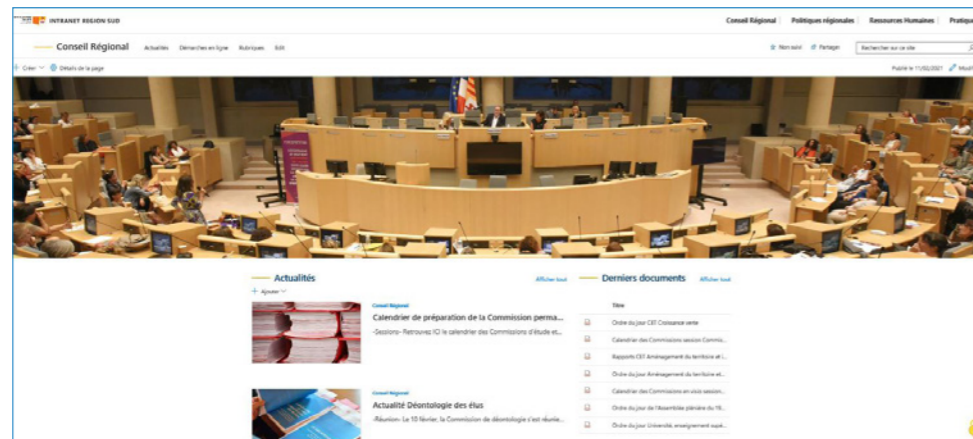 INTRANET REGION SUD
Conseil Régional Politiques régionales Ressources Humaines Pratique
Conseil Régional Actualités Démarches en ligne Rubriques Edit Non suivi Partager Rechercher sur ce site
Créer Détails de la page Publié le 11/02/2021 Modif
Actualités Afficher tout
Derniers documents Afficher tout
Ajouter
Conseil Régional
Calendrier de préparation de la Commission perma...
-Sessions- Retrouvez ICI le calendrier des Commissions d'étude et...
Conseil Régional
Actualité Déontologie des élus
-Réunion- Le 10 février, la Commission de déontologie s'est réunie...
Titre
Ordre du jour CET Croissance verte
Calendrier des Commissions session Commis...
Rapports CET Aménagement du territoire et i...
Ordre du jour Aménagement du territoire et...
Calendrier des Commissions en visio session...
Ordre du jour de l'Assemblée plénière du 16...
Ordre du jour Université, enseignement supé...